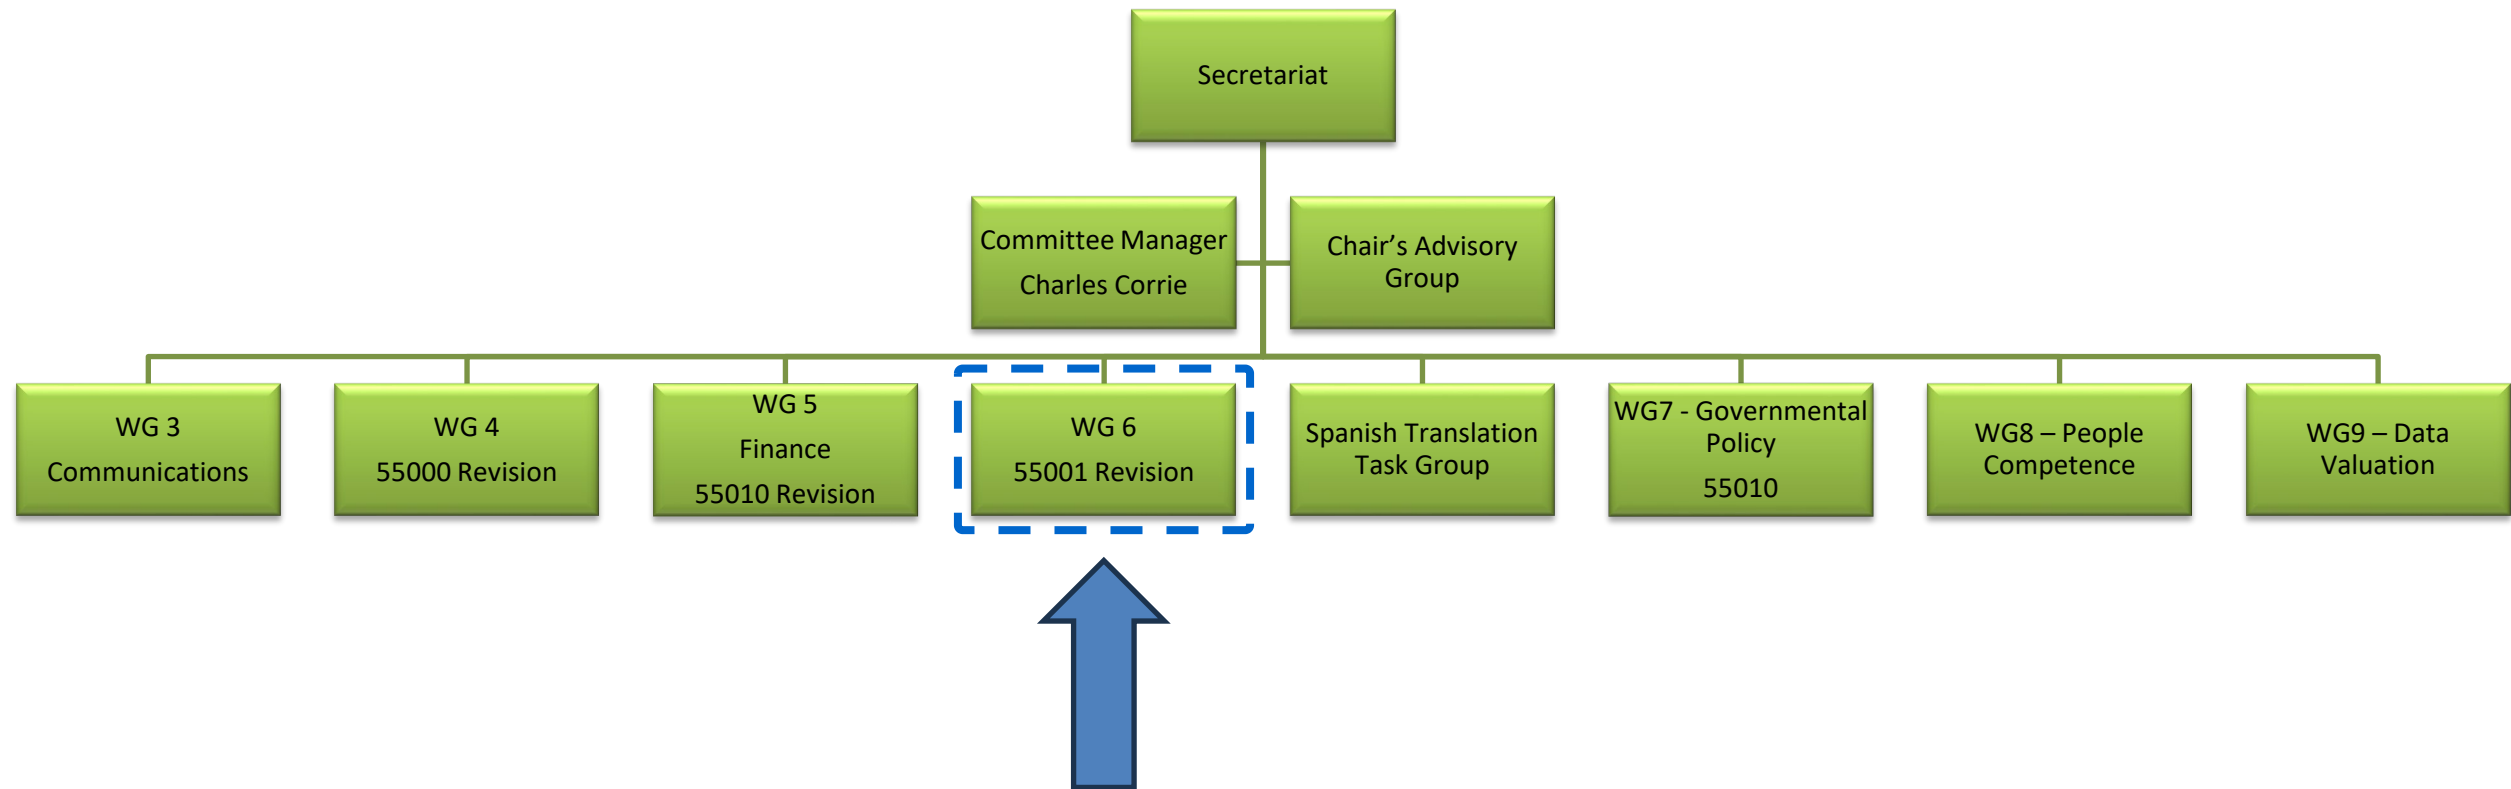 Secretariat
Committee Manager
Charles Corrie
Chair’s Advisory
Group
WG 3
Communications
WG 4
55000 Revision
WG 5
Finance
55010 Revision
WG 6
55001 Revision
Spanish Translation
Task Group
WG7 - Governmental
Policy
55010
WG8 – People
Competence
WG9 – Data
Valuation